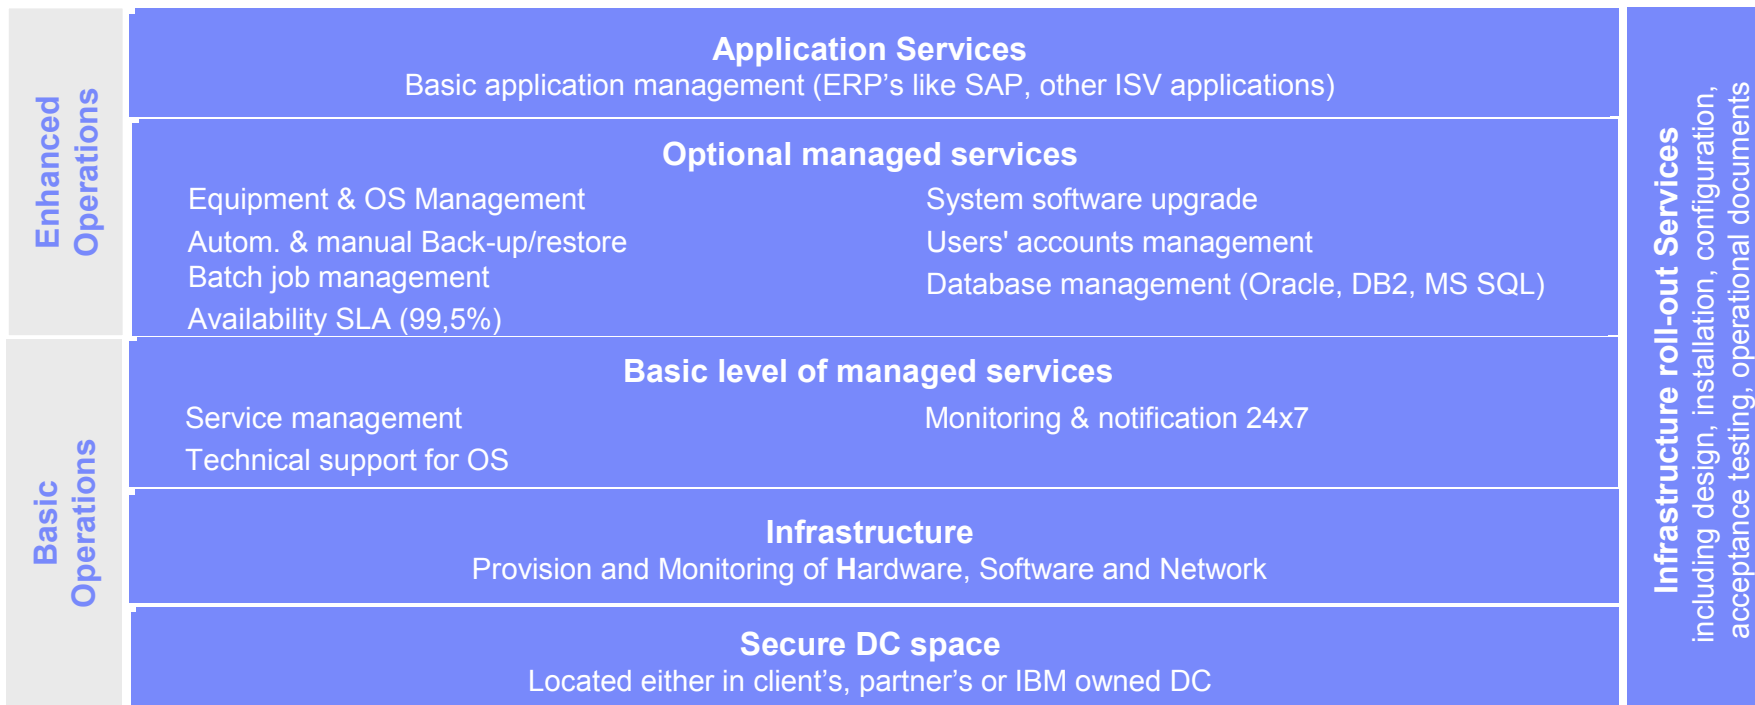 Enhanced
Operations
Application Services
Basic application management (ERP’s like SAP, other ISV applications)
Optional managed services
Equipment & OS Management
Autom. & manual Back-up/restore
Batch job management
Availability SLA (99,5%)
System software upgrade
Users' accounts management
Database management (Oracle, DB2, MS SQL)
Basic
Operations
Basic level of managed services
Service management
Technical support for OS
Monitoring & notification 24x7
Infrastructure
Provision and Monitoring of Hardware, Software and Network
Secure DC space
Located either in client’s, partner’s or IBM owned DC
Infrastructure roll-out Services
including design, installation, configuration,
acceptance testing, operational documents